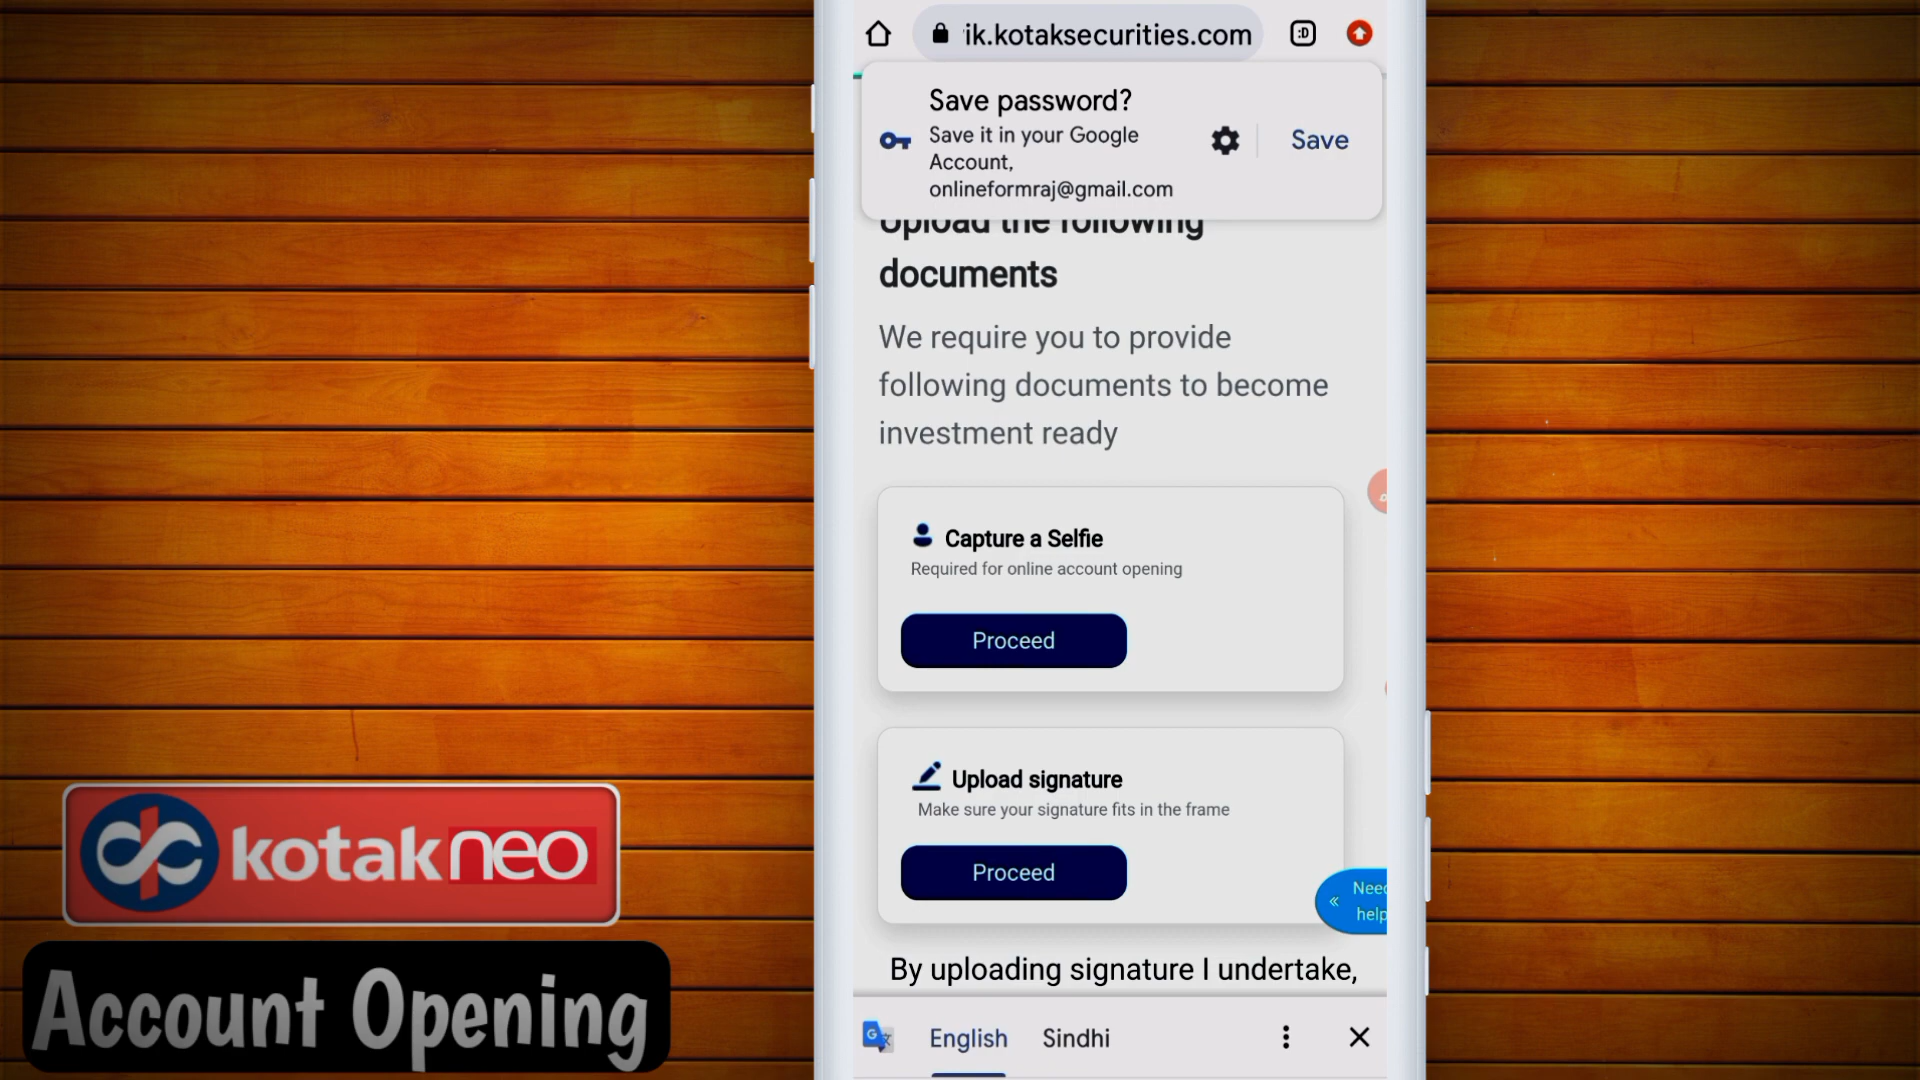 ik.kotaksecurities.com
:D
Save password?
Save it in your Google
Account,
onlineformraj@gmail.com
Save
Upload the following
documents
We require you to provide
following documents to become
investment ready
Capture a Selfie
Required for online account opening
Proceed
Upload signature
Make sure your signature fits in the frame
Proceed
« Need
help
By uploading signature I undertake,
G
English Sindhi
kotak neo
Account Opening